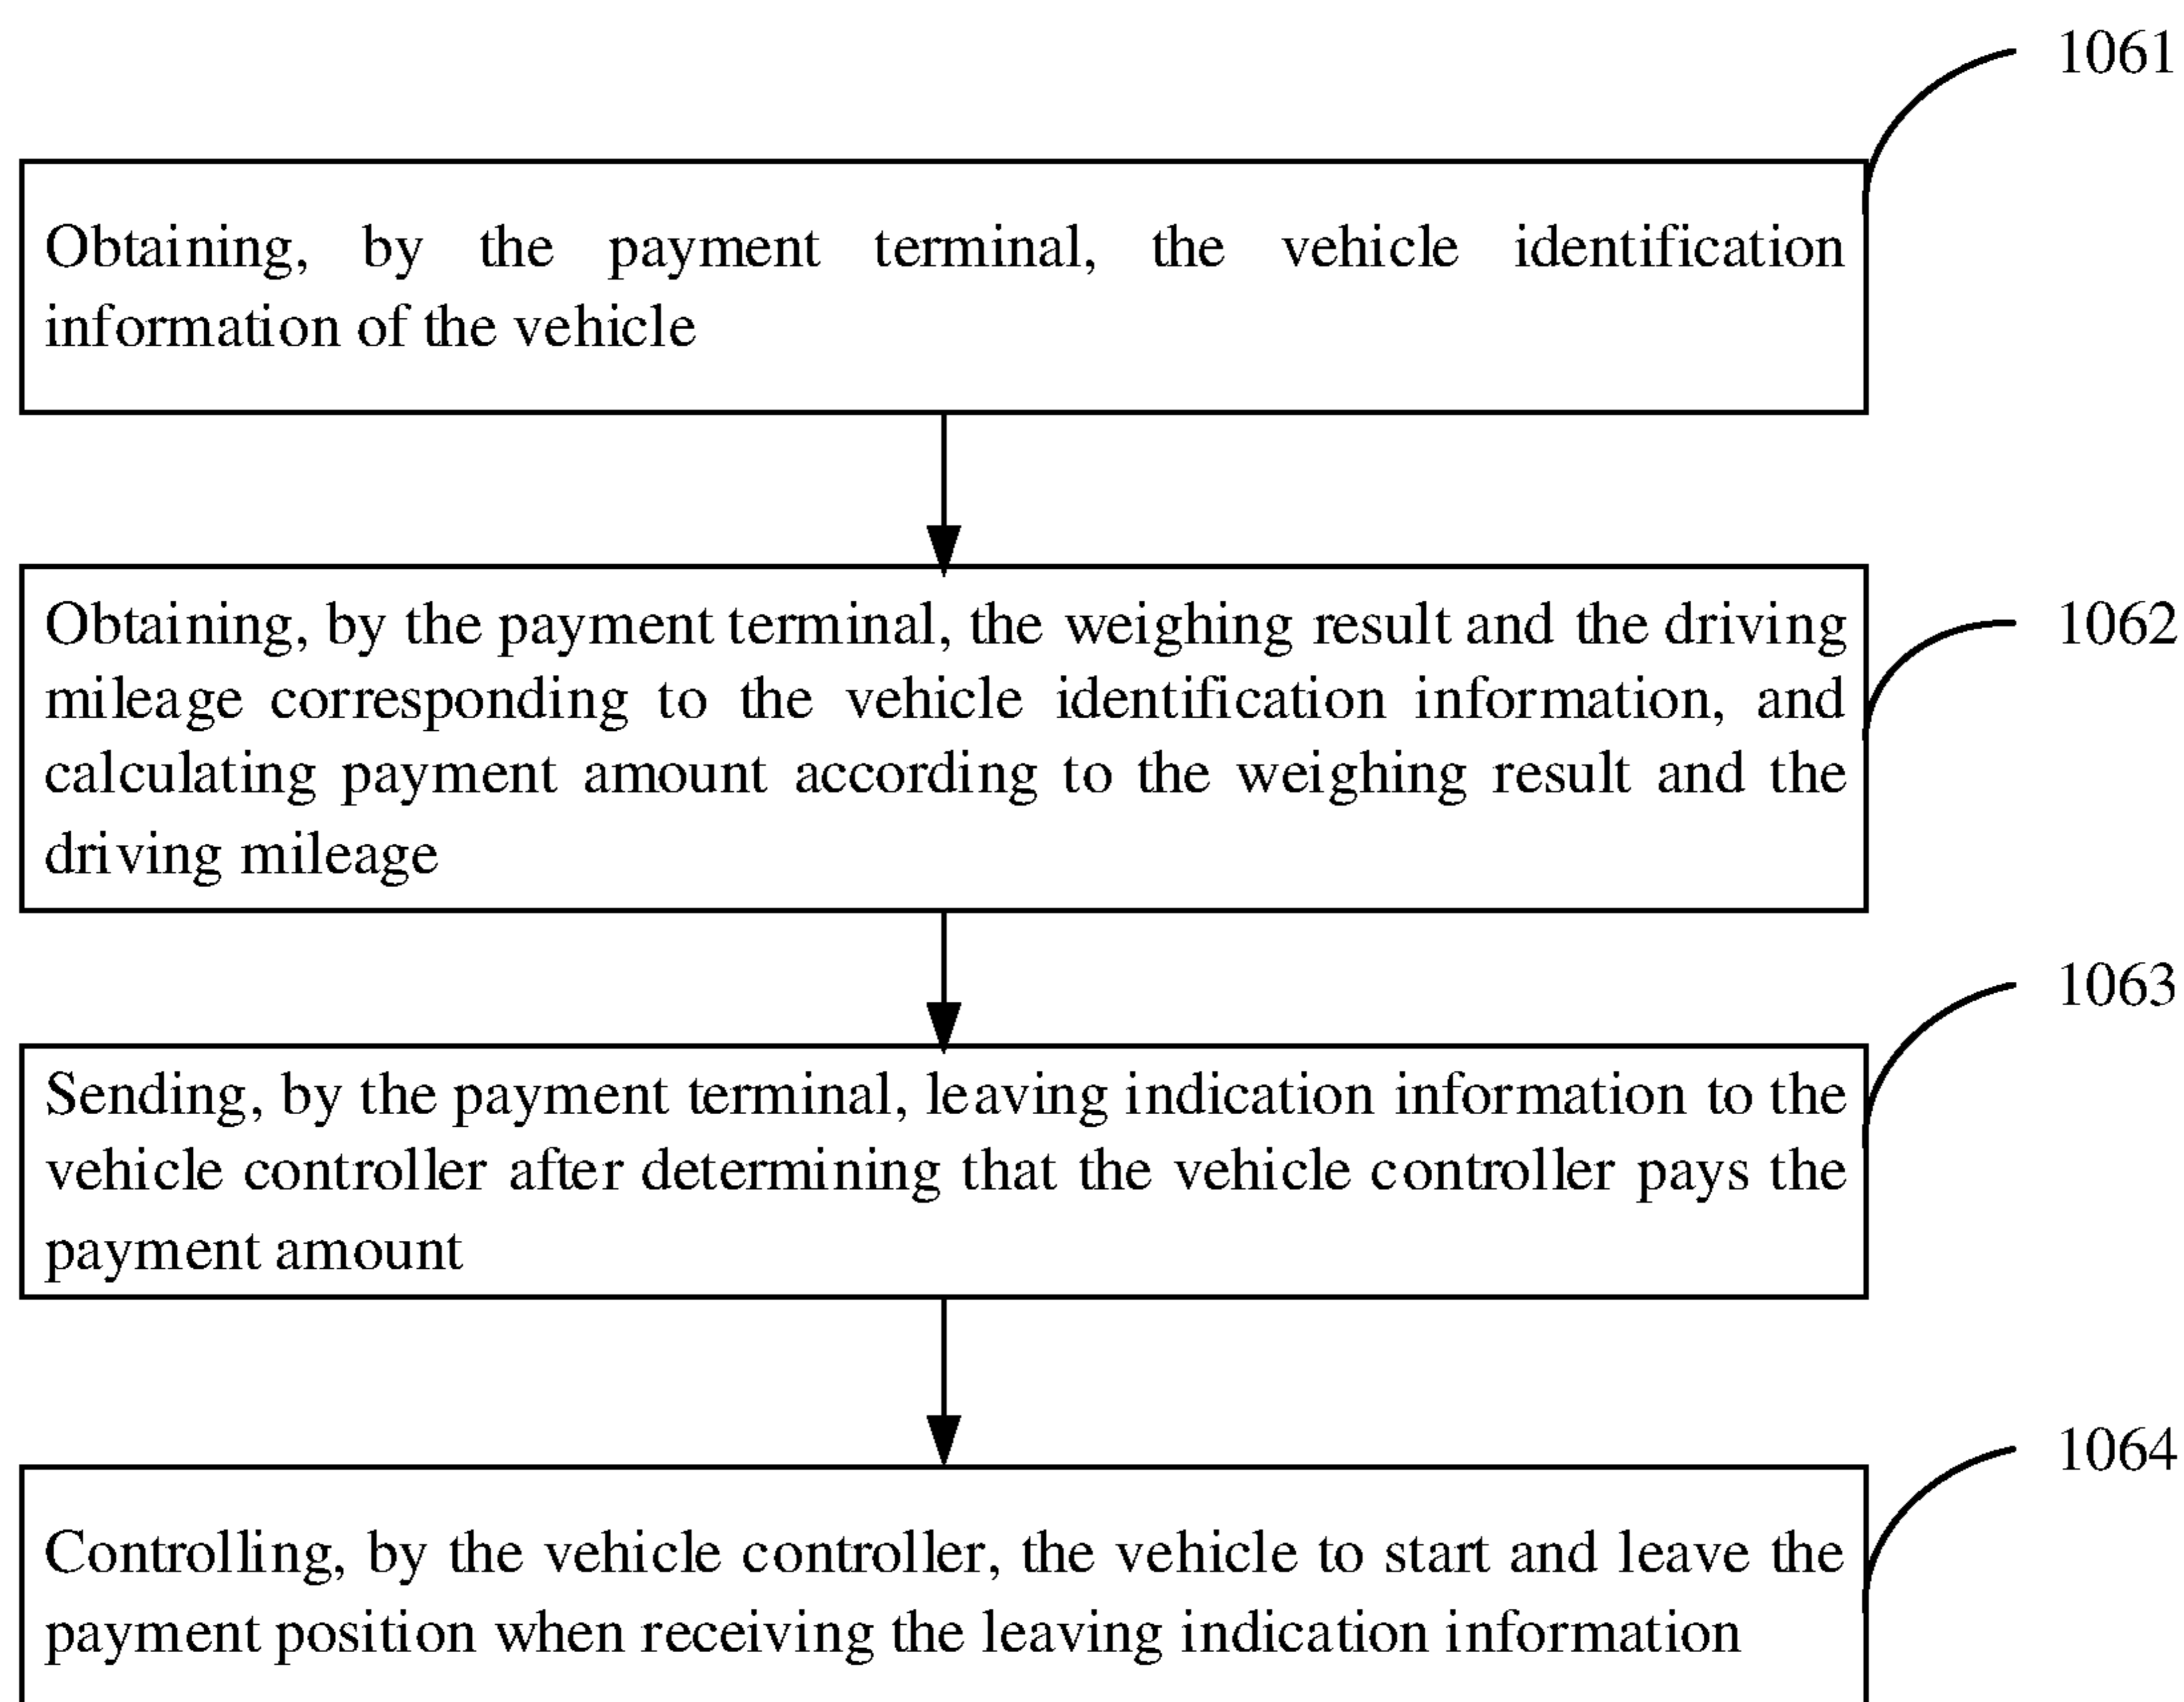 1061
Obtaining, by the payment terminal, the vehicle identification
information of the vehicle
Obtaining, by the payment terminal, the weighing result and the driving
1062
mileage corresponding to the vehicle identification information, and
calculating payment amount according to the weighing result and the
driving mileage
1063
Sending, by the payment terminal, leaving indication information to the
vehicle controller after determining that the vehicle controller pays the
payment amount
1064
Controlling, by the vehicle controller, the vehicle to start and leave the
payment position when receiving the leaving indication information